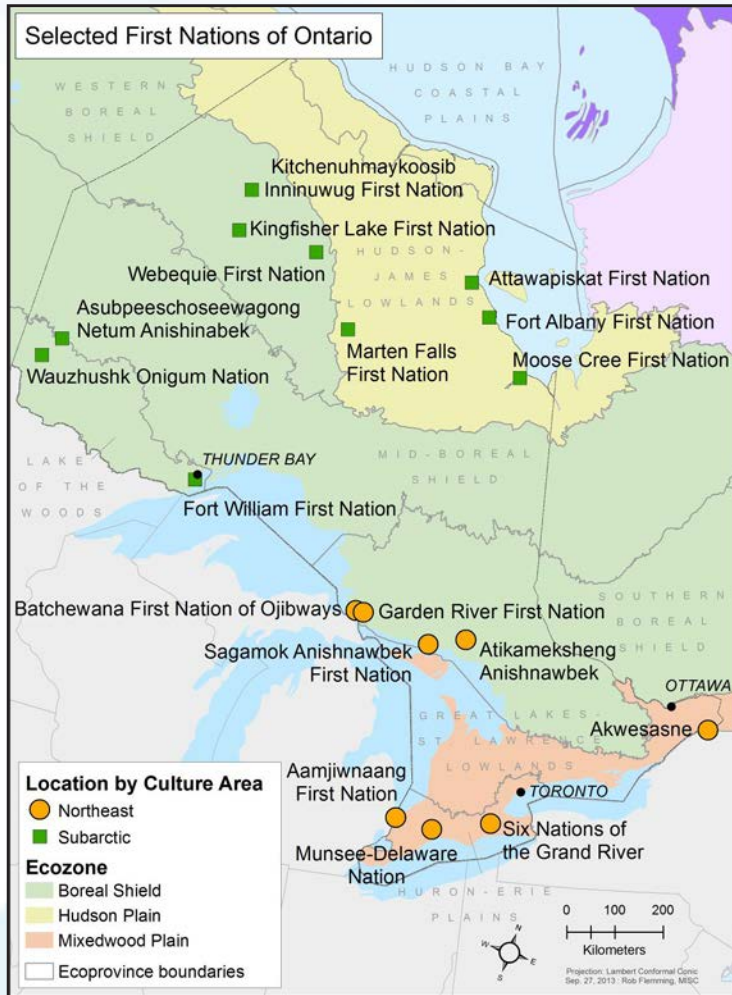 Selected First Nations of Ontario
WESTERN
BOREAL
SHIELD
HUDSON BAY
COASTAL
PLAINS
Kitchenuhmaykoosib
Inninuwug First Nation
Kingfisher Lake First Nation
HUDSON-
JAMES
LOWLANDS
Webequie First Nation
Attawapiskat First Nation
Asubpeeschoseewagong
Netum Anishinabek
Fort Albany First Nation
Marten Falls
First Nation
Moose Cree First Nation
Wauzhushk Onigum Nation
LAKE
OF THE
WOODS
THUNDER BAY
MID-BOREAL
SHIELD
Fort William First Nation
Batchewana First Nation of Ojibways
Garden River First Nation
SOUTHERN
BOREAL
SHIELD
Sagamok Anishnawbek
First Nation
Atikameksheng
Anishnawbek
OTTAWA
GREAT LAKES-
ST. LAWRENCE
LOWLANDS
Akwesasne
Aamjiwnaang
First Nation
TORONTO
Munsee-Delaware
Nation
Six Nations of
the Grand River
HURON-ERIE
PLAINS
Location by Culture Area
Northeast
Subarctic
Ecozone
Boreal Shield
Hudson Plain
Mixedwood Plain
Ecoprovince boundaries
N
W
E
S
0 100 200
Kilometers
Projection: Lambert Conformal Conic
Sep. 27, 2013 : Rob Flemming, MISC